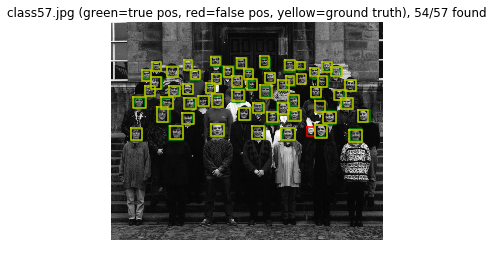 class57.jpg (green=true pos, red=false pos, yellow=ground truth), 54/57 found